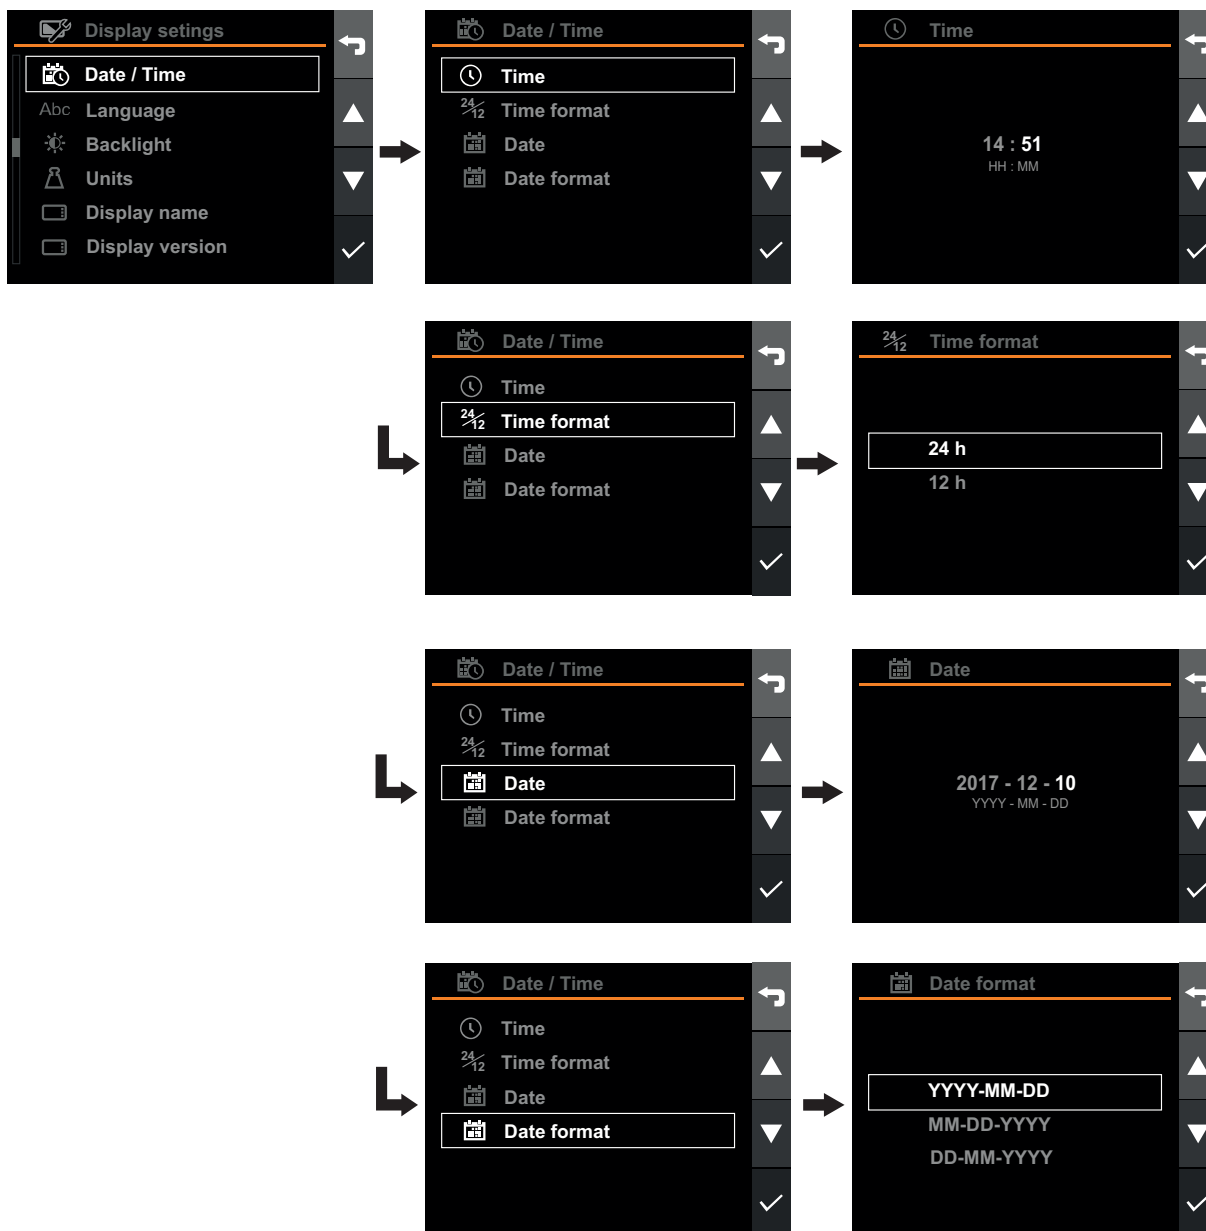 Display setings
Date / Time
Abc Language
Backlight
Units
Display name
Display version
Date / Time
Time
24/12 Time format
Date
Date format
Time
14 : 51
HH : MM
Date / Time
Time
24/12 Time format
Date
Date format
24/12 Time format
24 h
12 h
Date / Time
Time
24/12 Time format
Date
Date format
Date
2017 - 12 - 10
YYYY - MM - DD
Date / Time
Time
24/12 Time format
Date
Date format
Date format
YYYY-MM-DD
MM-DD-YYYY
DD-MM-YYYY